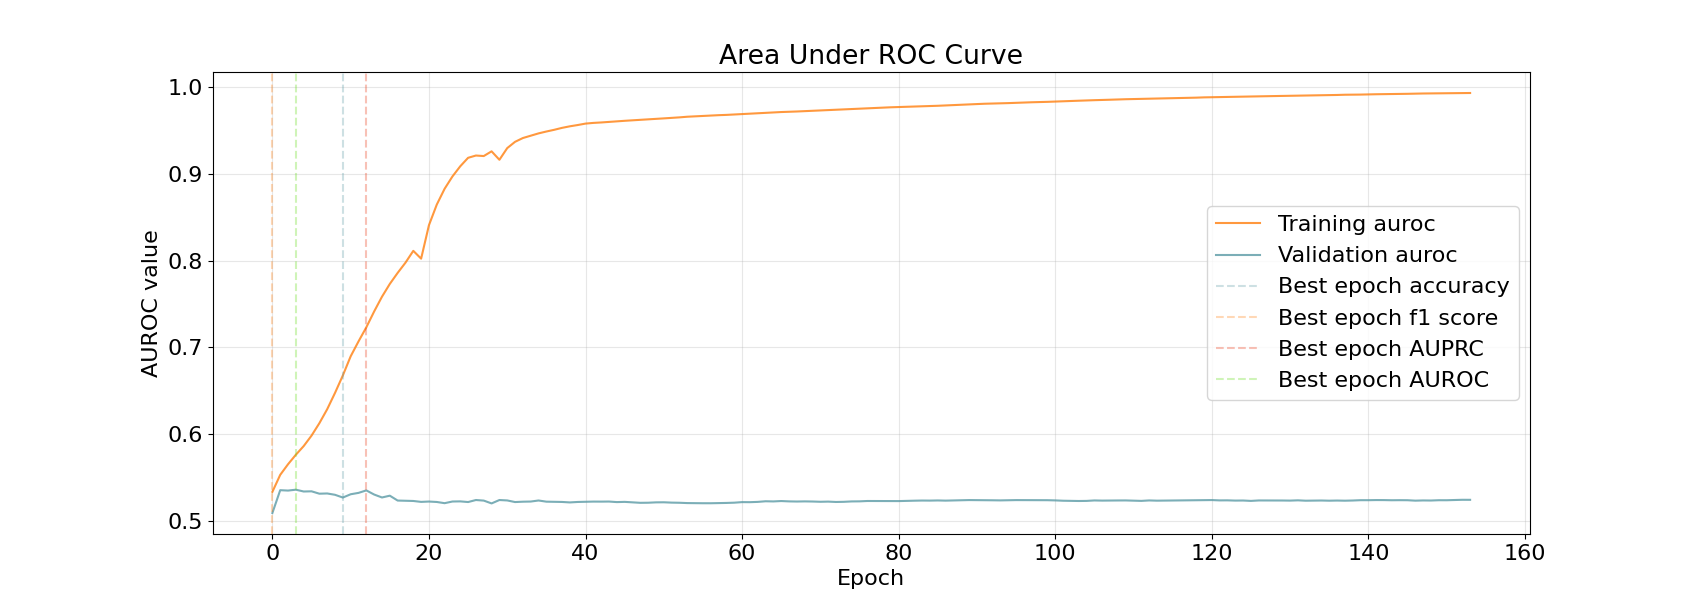 Area Under ROC Curve
AUROC value
1.0
0.9
0.8
0.7
0.6
0.5
Training auroc
Validation auroc
Best epoch accuracy
Best epoch f1 score
Best epoch AUPRC
Best epoch AUROC
0 20 40 60 80 100 120 140 160
Epoch